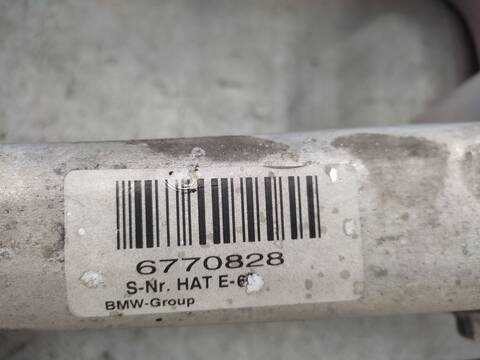 6770828
S-Nr. HAT E-6
BMW-Group